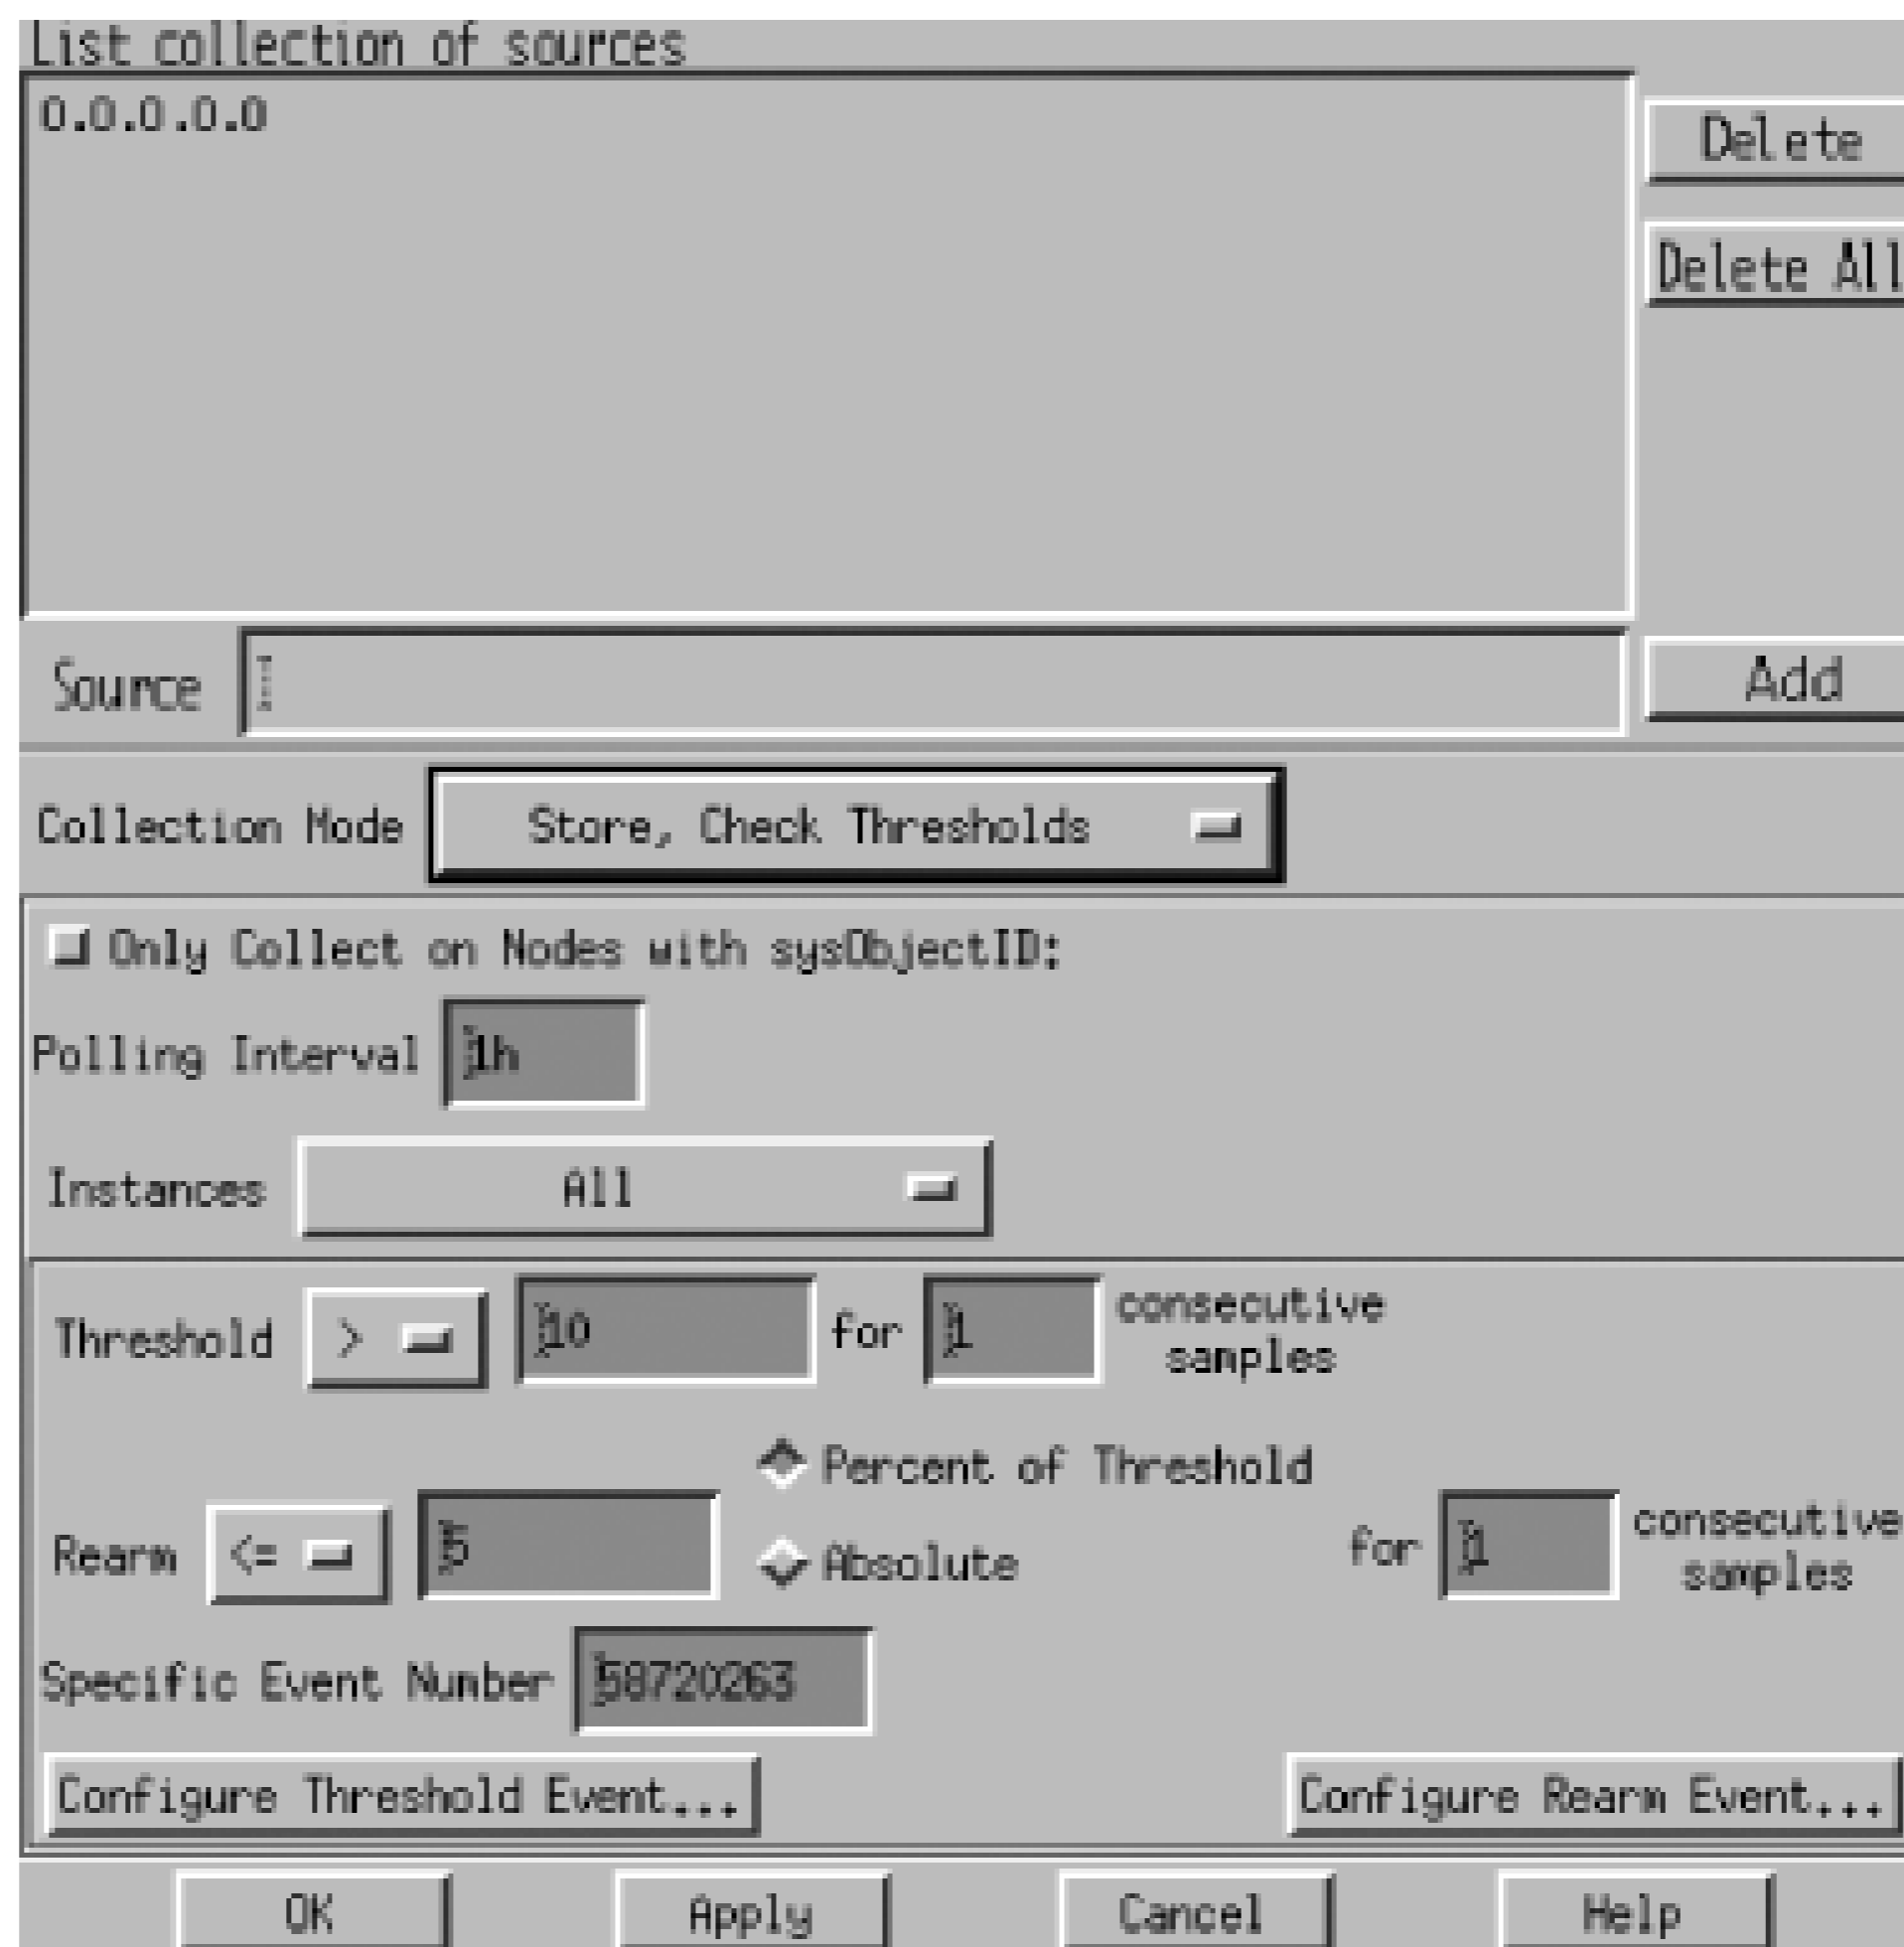 List collection of sources
0.0.0.0.0
Delete
Delete All
Source
Add
Collection Mode Store, Check Thresholds
Only Collect on Nodes with sysObjectID:
Polling Interval 1h
Instances All
Threshold > 10 for 1 consecutive samples
Percent of Threshold
Rearm <= 5 Absolute for 1 consecutive samples
Specific Event Number 58720263
Configure Threshold Event... Configure Rearm Event...
OK Apply Cancel Help